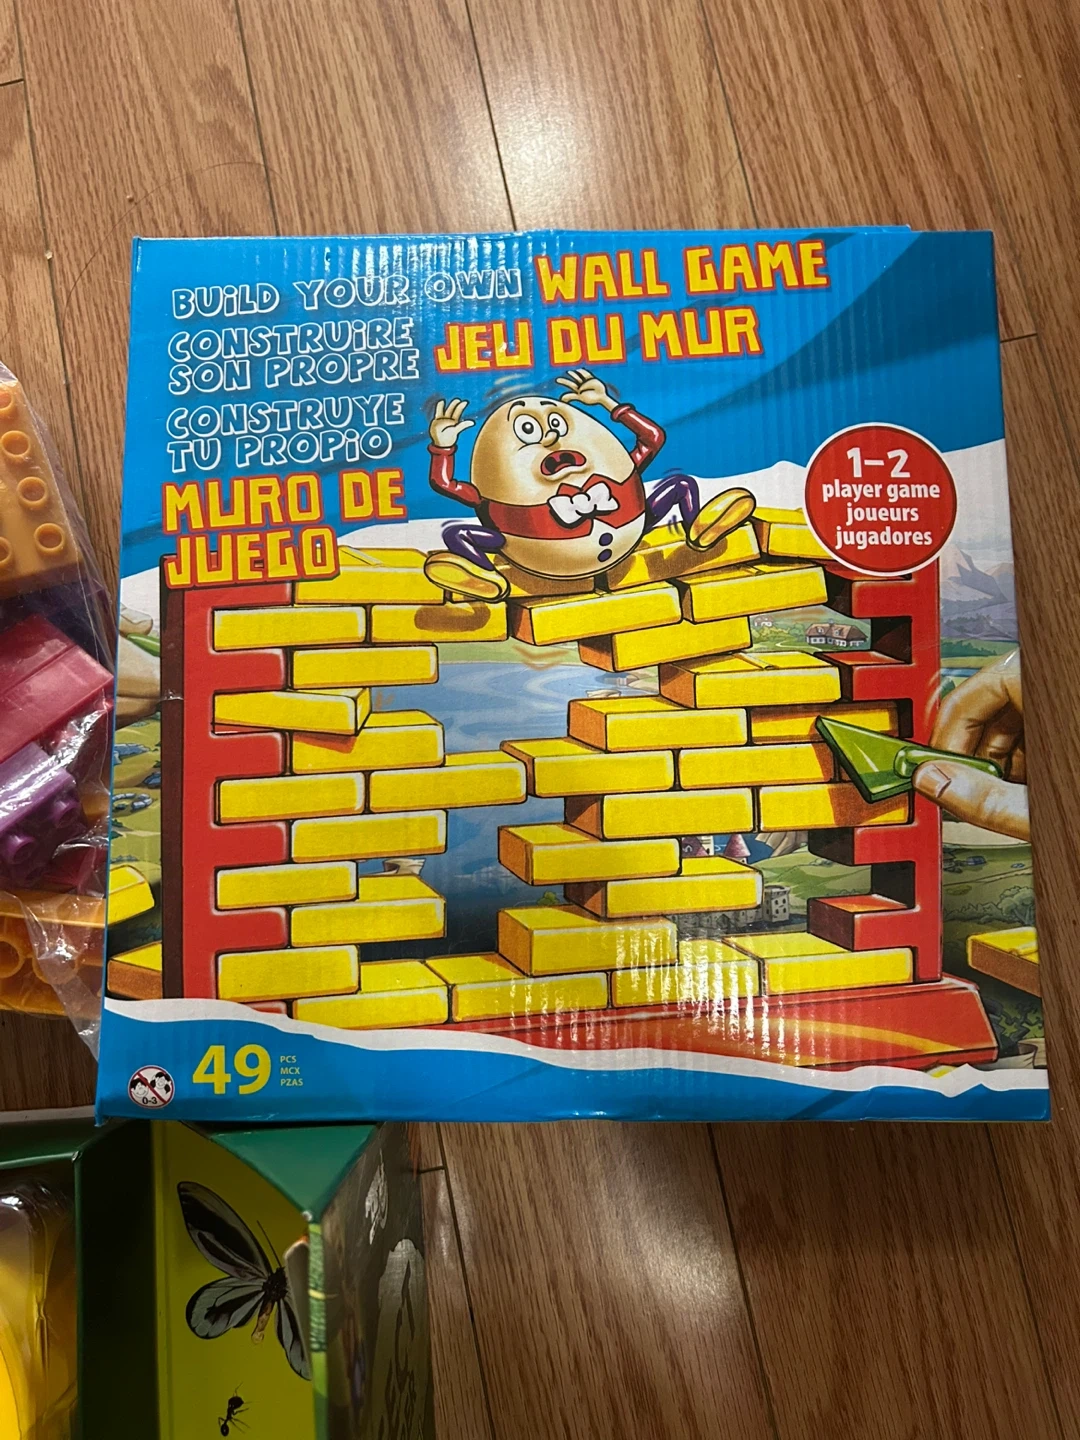 BUILD YOUR OWN WALL GAME
CONSTRUIRE
SON PROPRE
JEU DU MUR
CONSTRUYE
TU PROPIO
MURO DE
JUEGO
1–2
player game
joueurs
jugadores
0-3
49
PCS
MCX
PZAS